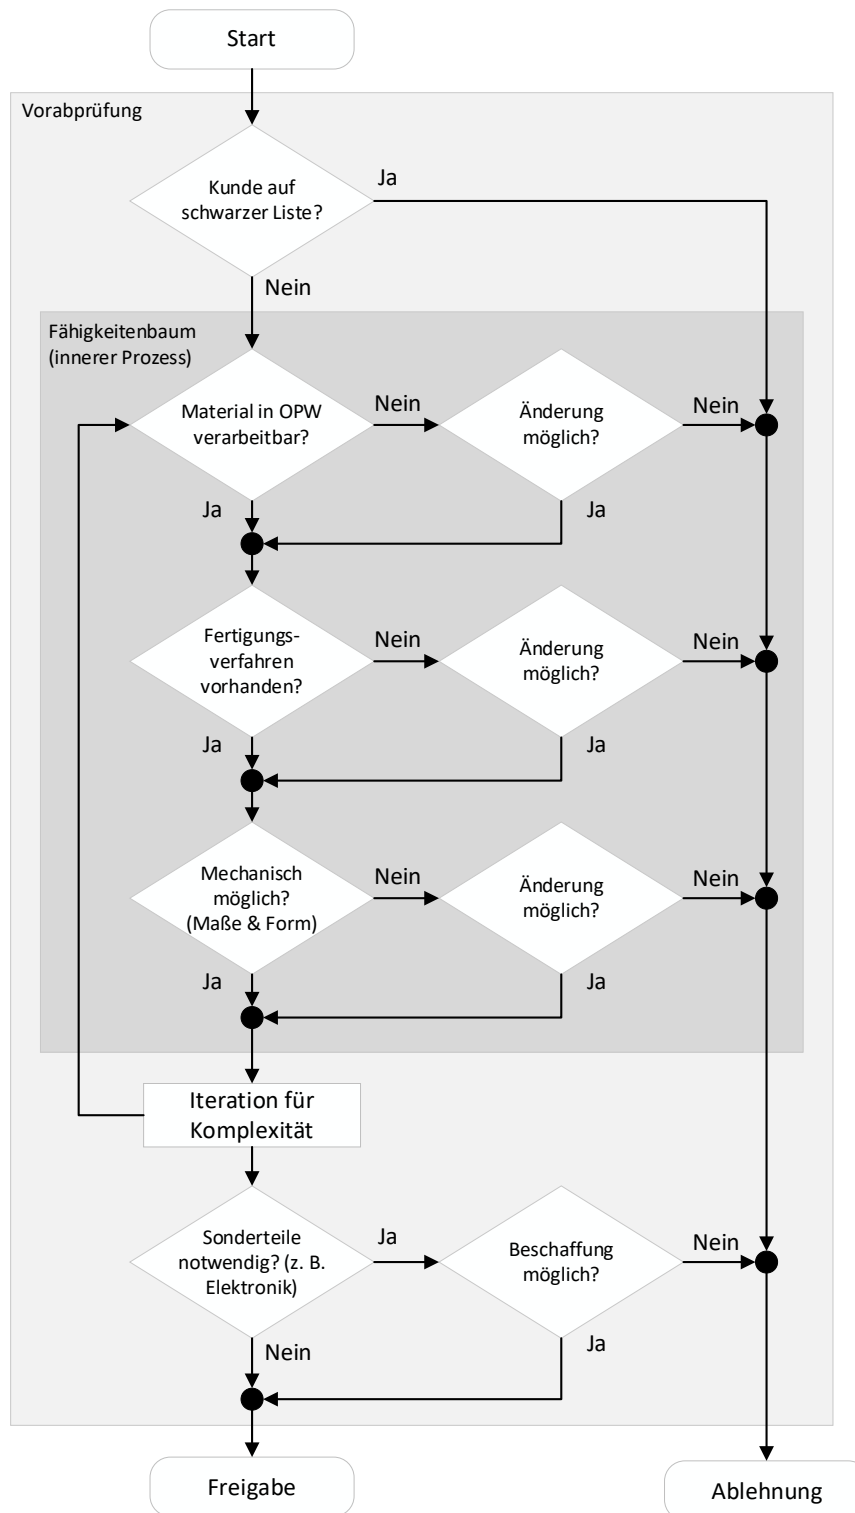 Start
Vorabprüfung
Kunde auf
schwarzer Liste?
Ja
Nein
Fähigkeitenbaum
(innerer Prozess)
Material in OPW
verarbeitbar?
Nein
Änderung
möglich?
Nein
Ja
Ja
Fertigungs-
verfahren
vorhanden?
Nein
Änderung
möglich?
Nein
Ja
Ja
Mechanisch
möglich?
(Maße & Form)
Nein
Änderung
möglich?
Nein
Ja
Ja
Iteration für
Komplexität
Sonderteile
notwendig? (z. B.
Elektronik)
Ja
Beschaffung
möglich?
Nein
Nein
Ja
Freigabe
Ablehnung